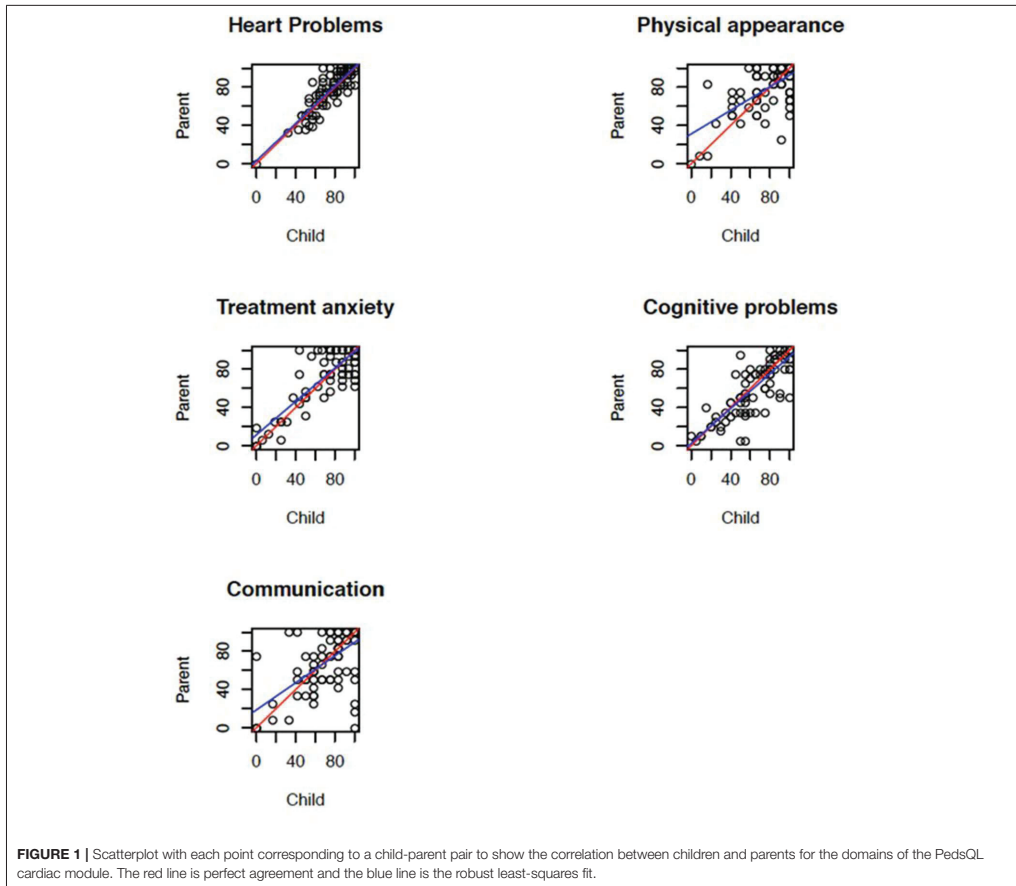 Heart Problems
Parent
80
40
0
0 40 80
Child
Physical appearance
Parent
80
40
0
0 40 80
Child
Treatment anxiety
Parent
80
40
0
0 40 80
Child
Cognitive problems
Parent
80
40
0
0 40 80
Child
Communication
Parent
80
40
0
0 40 80
Child
FIGURE 1 | Scatterplot with each point corresponding to a child-parent pair to show the correlation between children and parents for the domains of the PedsQL
cardiac module. The red line is perfect agreement and the blue line is the robust least-squares fit.